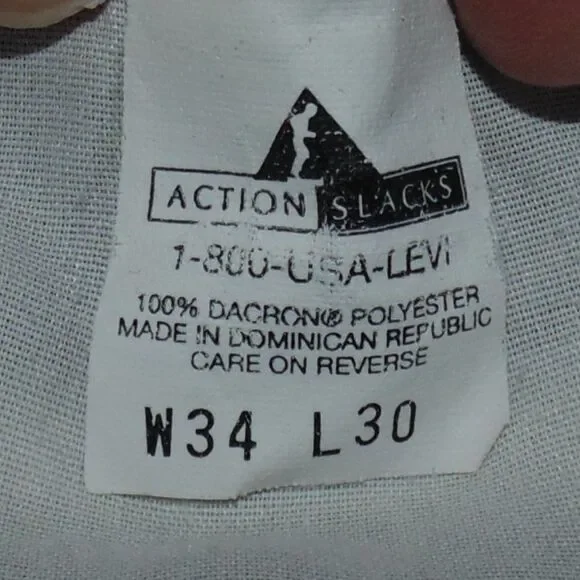 ACTION SLACKS
1-800-USA-LEVI
100% DACRON® POLYESTER
MADE IN DOMINICAN REPUBLIC
CARE ON REVERSE
W34 L30